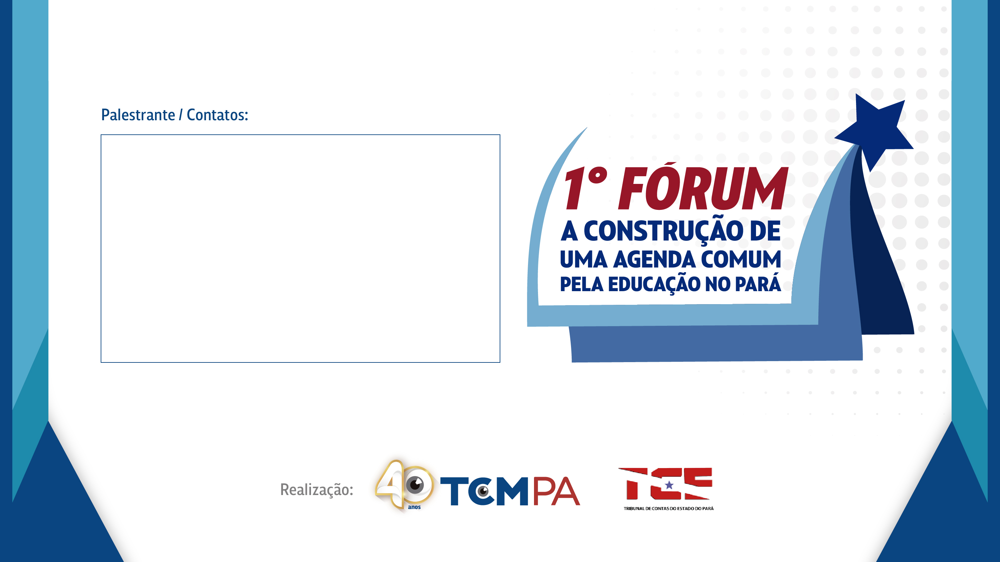 Palestrante / Contatos:
1° FÓRUM
A CONSTRUÇÃO DE
UMA AGENDA COMUM
PELA EDUCAÇÃO NO PARÁ
Realização:
40
anos
TCMPA
TCE
TRIBUNAL DE CONTAS DO ESTADO DO PARÁ